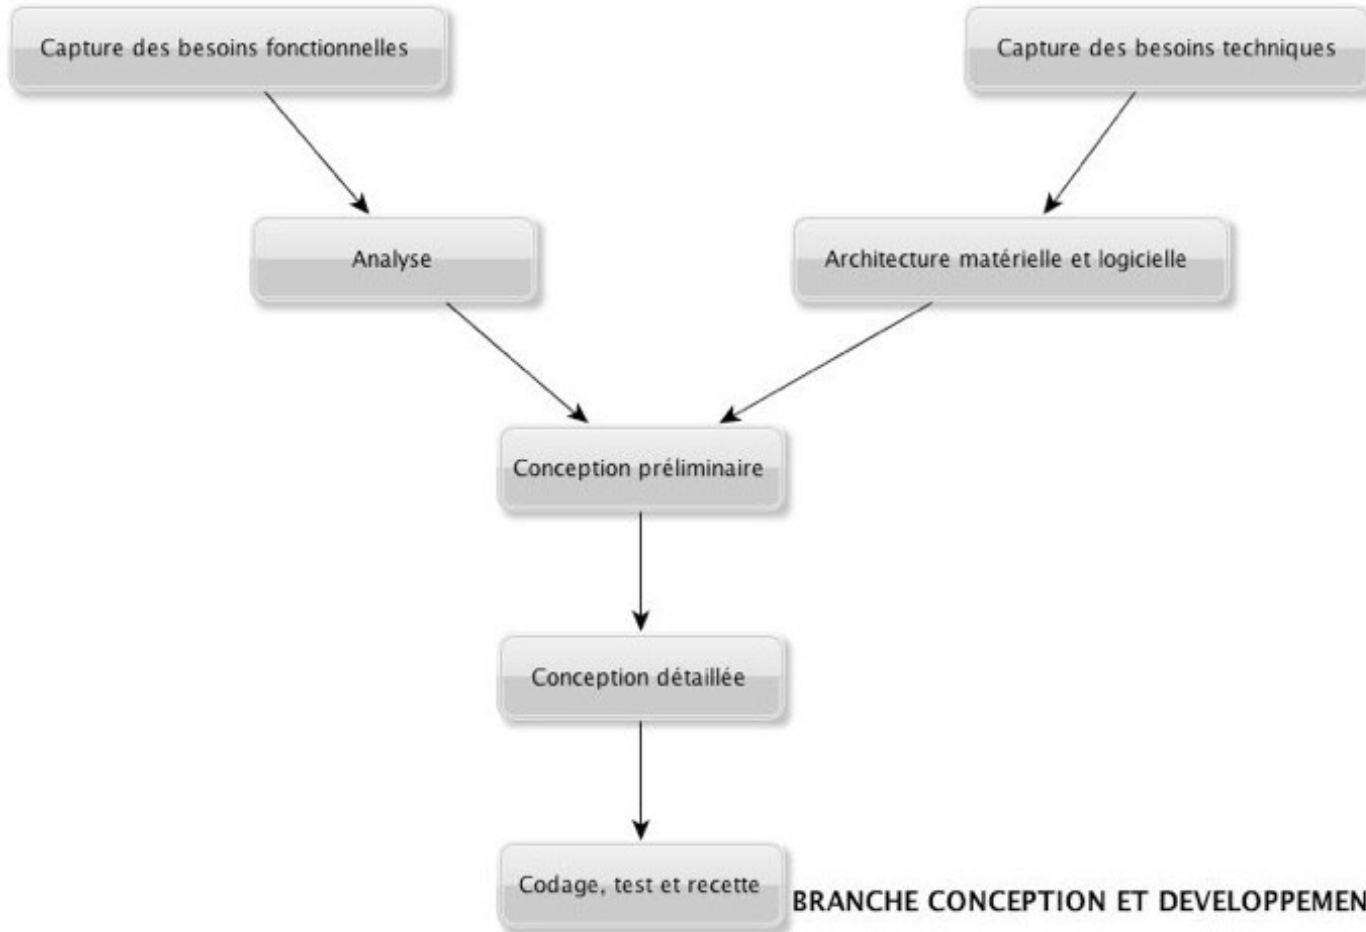 Capture des besoins fonctionnelles
Capture des besoins techniques
Analyse
Architecture matérielle et logicielle
Conception préliminaire
Conception détaillée
Codage, test et recette
BRANCHE CONCEPTION ET DEVELOPPEMEN